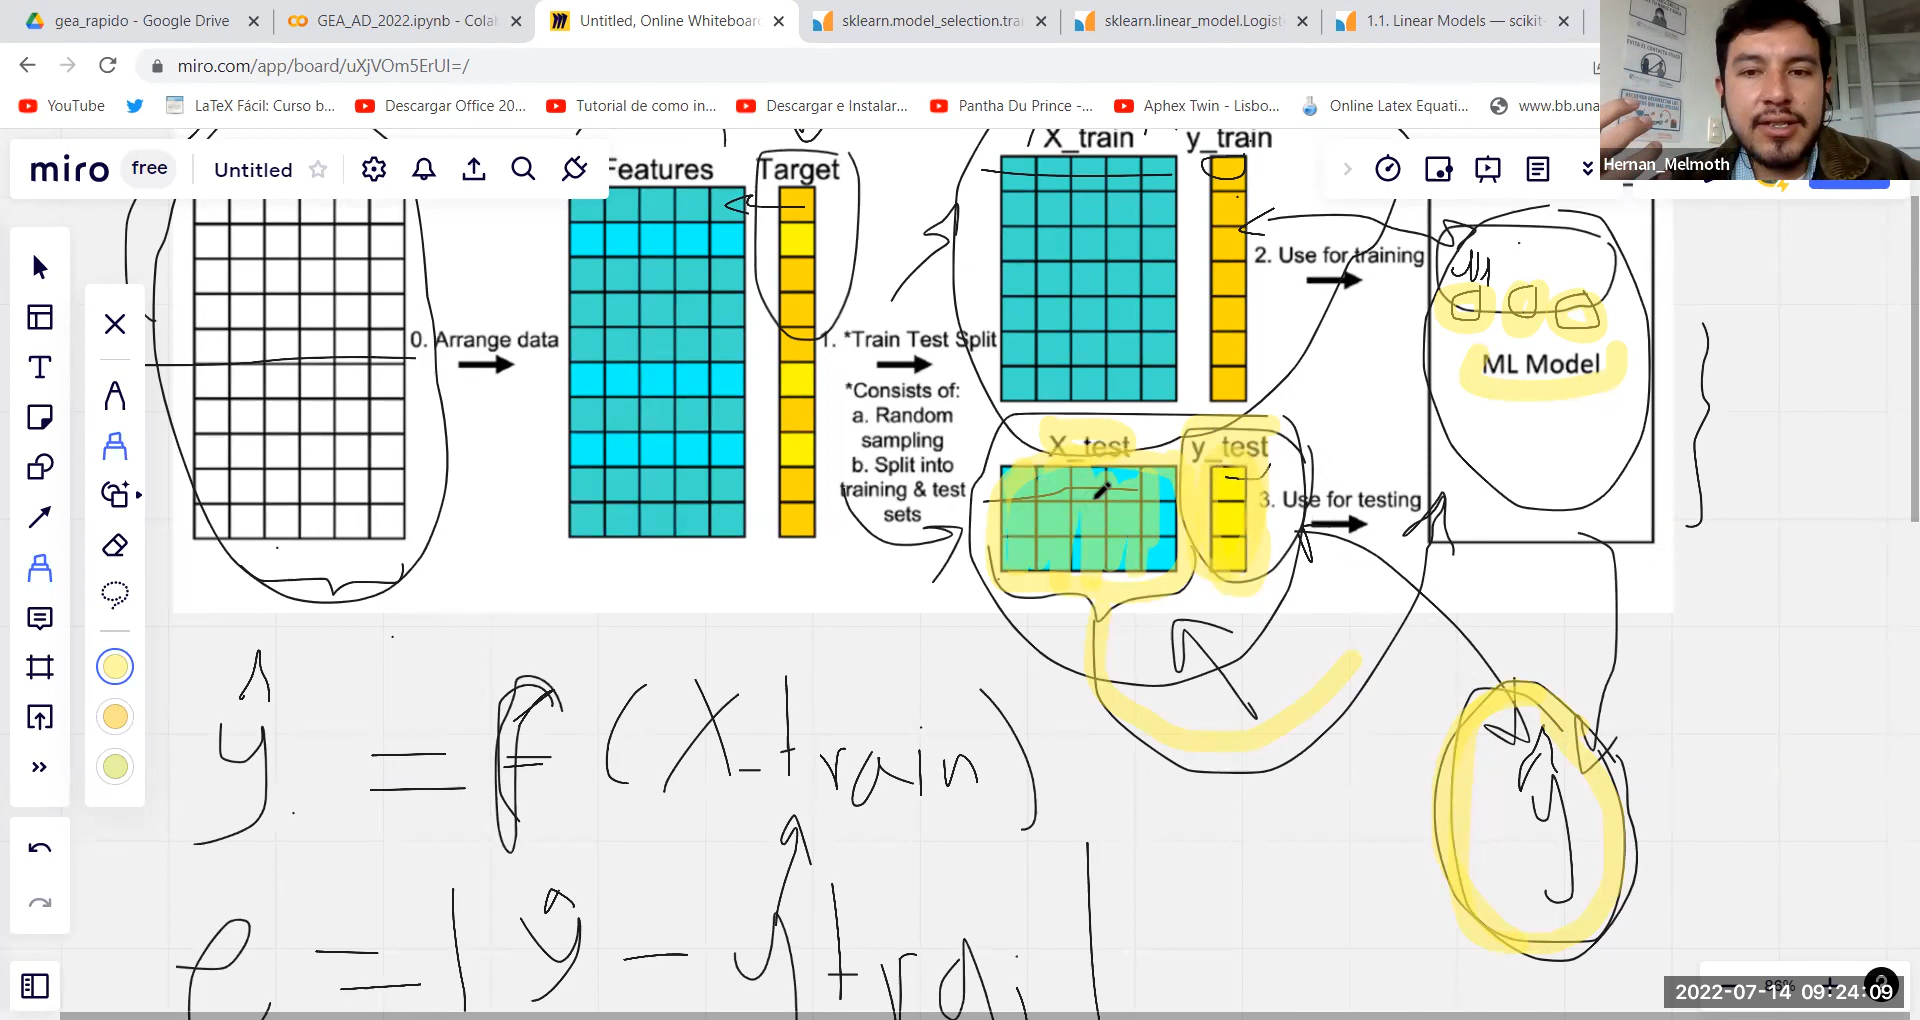 gea_rapido - Google Drive
GEA_AD_2022.ipynb - Colab
Untitled, Online Whiteboard
sklearn.model_selection.trai
sklearn.linear_model.Logist
1.1. Linear Models — scikit-
miro.com/app/board/uXjVOm5ErUI=/
YouTube
LaTeX Fácil: Curso b...
Descargar Office 20...
Tutorial de como in...
Descargar e Instalar...
Pantha Du Prince -...
Aphex Twin - Lisbo...
Online Latex Equati...
www.bb.una
Hernan_Melmoth
miro
free
Untitled
Features
Target
X_train
y_train
0. Arrange data
1. *Train Test Split
*Consists of:
a. Random
sampling
b. Split into
training & test
sets
2. Use for training
ML Model
X_test
y_test
3. Use for testing
ŷ = F (X_train)
ŷ
e = | ŷ - ytrai
86%
2022-07-14 09:24:09